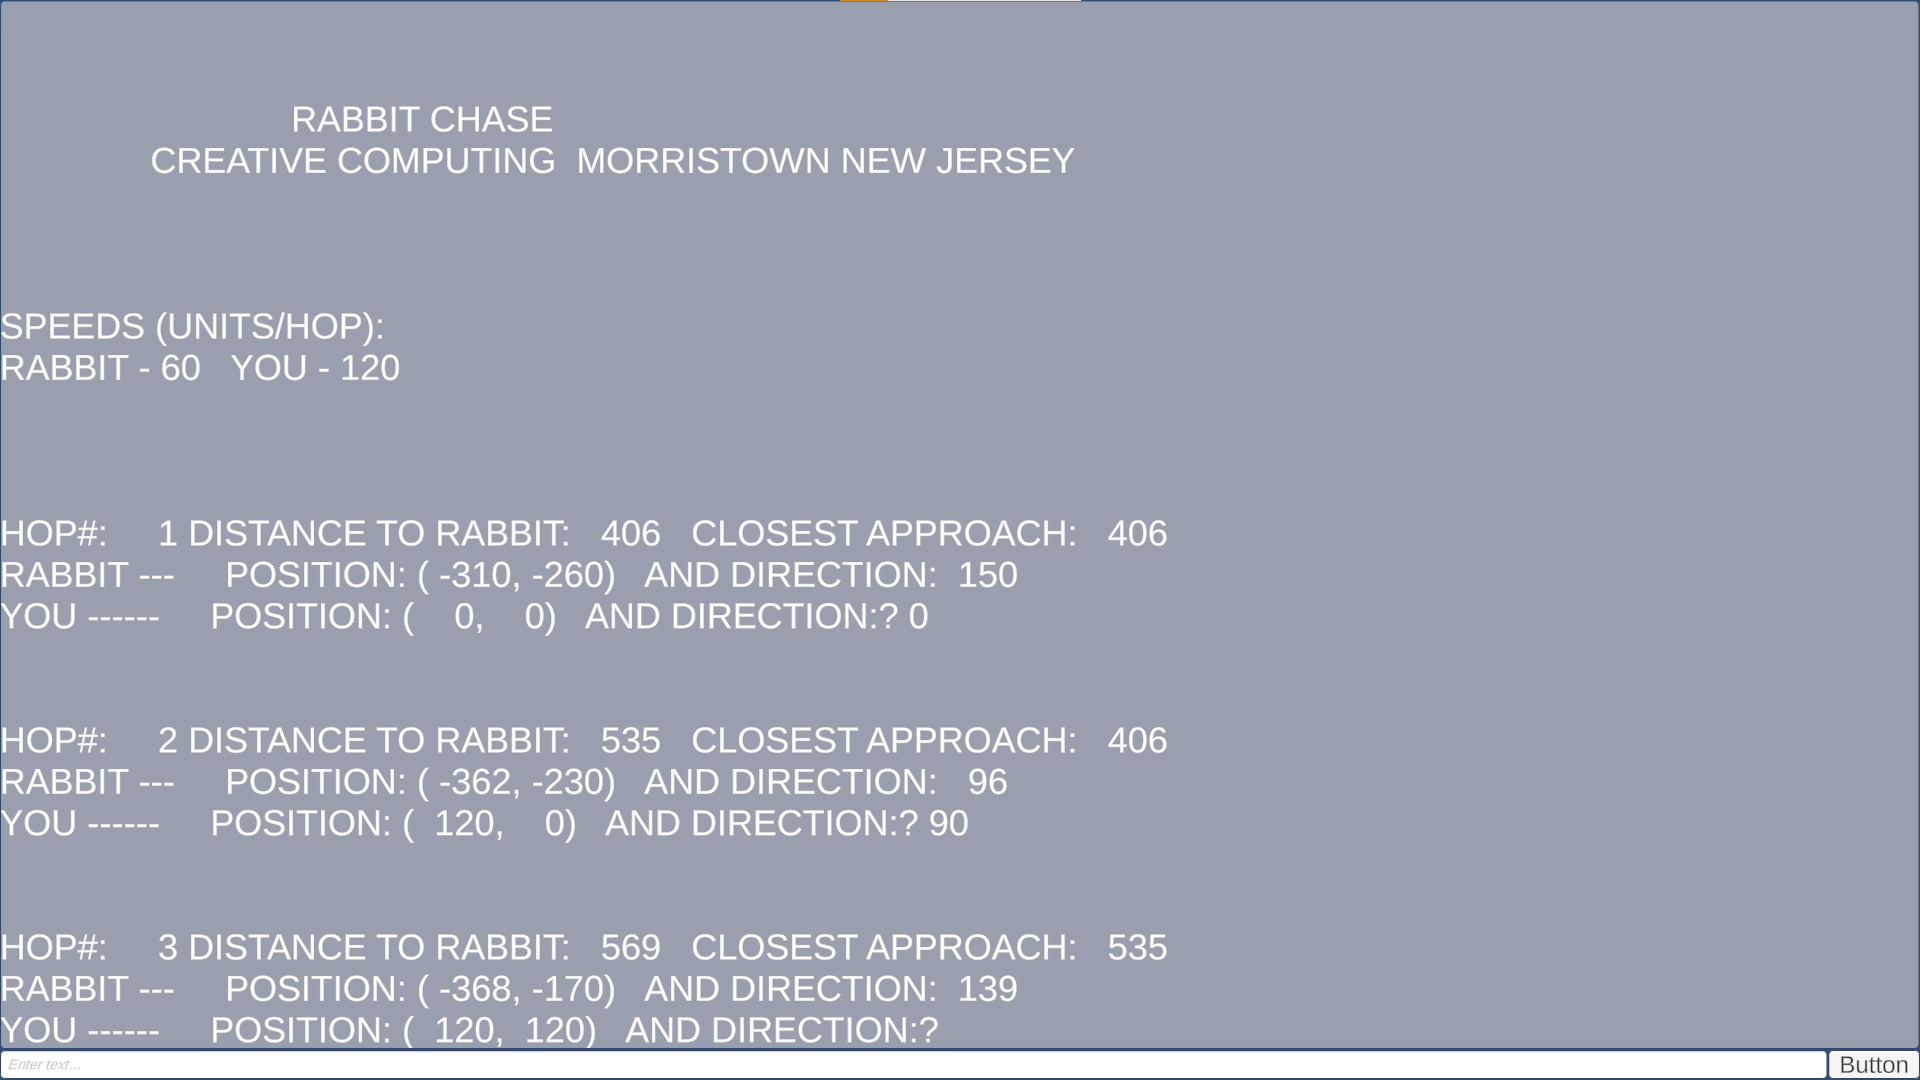 RABBIT CHASE
CREATIVE COMPUTING  MORRISTOWN NEW JERSEY
SPEEDS (UNITS/HOP):
RABBIT - 60   YOU - 120
HOP#:     1 DISTANCE TO RABBIT:   406   CLOSEST APPROACH:   406
RABBIT ---     POSITION: ( -310, -260)   AND DIRECTION:  150
YOU ------     POSITION: (    0,    0)   AND DIRECTION:? 0
HOP#:     2 DISTANCE TO RABBIT:   535   CLOSEST APPROACH:   406
RABBIT ---     POSITION: ( -362, -230)   AND DIRECTION:   96
YOU ------     POSITION: (  120,    0)   AND DIRECTION:? 90
HOP#:     3 DISTANCE TO RABBIT:   569   CLOSEST APPROACH:   535
RABBIT ---     POSITION: ( -368, -170)   AND DIRECTION:  139
YOU ------     POSITION: (  120,  120)   AND DIRECTION:?
Enter text...
Button